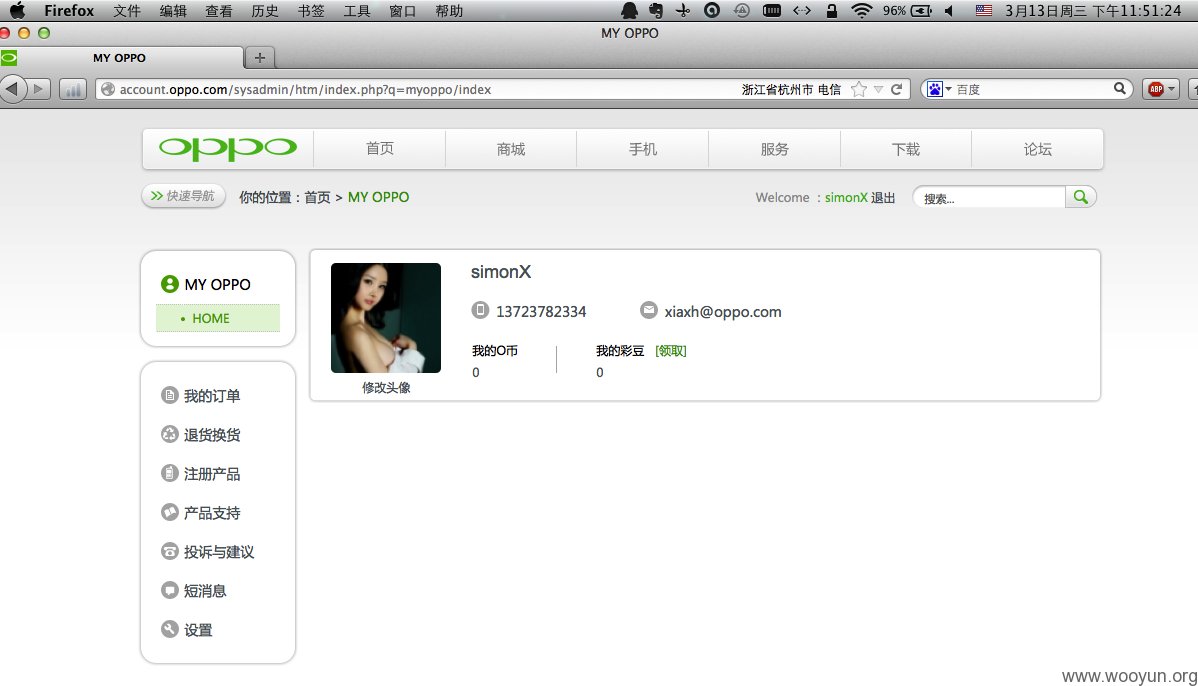 Firefox 文件 编辑 查看 历史 书签 工具 窗口 帮助 96% 3月13日周三 下午11:51:24
MY OPPO
MY OPPO
account.oppo.com/sysadmin/htm/index.php?q=myoppo/index 浙江省杭州市 电信 百度 ABP
oppo 首页 商城 手机 服务 下载 论坛
快速导航 你的位置：首页 > MY OPPO Welcome ：simonX 退出 搜索...
MY OPPO
• HOME
我的订单
退货换货
注册产品
产品支持
投诉与建议
短消息
设置
simonX
13723782334 xiaxh@oppo.com
我的O币 我的彩豆 [领取]
0 0
修改头像
www.wooyun.org